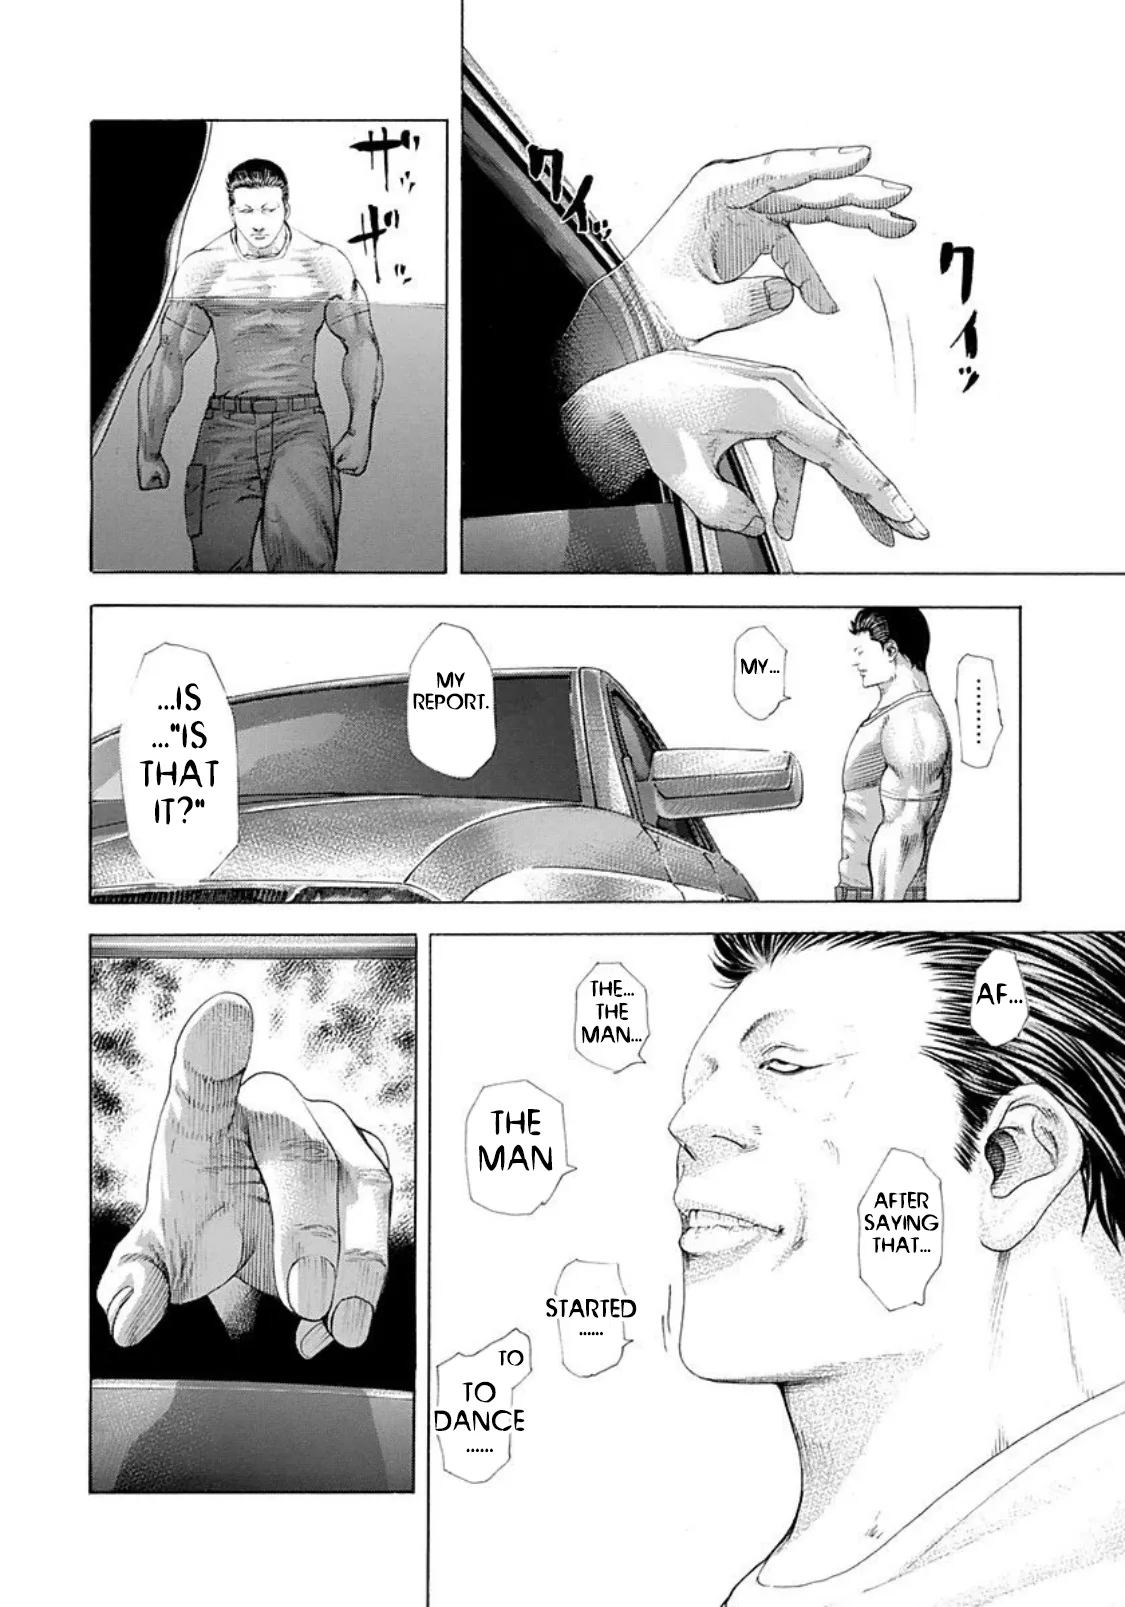 クイッ
クイッ
ザッ
ザッ
………
MY...
MY
REPORT.
...IS
..."IS
THAT
IT?"
AF...
AFTER
SAYING
THAT...
THE...
THE
MAN...
THE
MAN
STARTED
......
TO
TO
DANCE
......